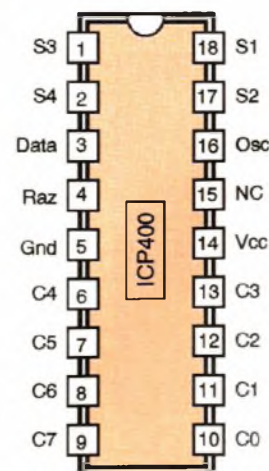 S3 1 18 S1
S4 2 17 S2
Data 3 16 Osc
Raz 4 15 NC
Gnd 5 14 Vcc
ICP400
C4 6 13 C3
C5 7 12 C2
C6 8 11 C1
C7 9 10 C0